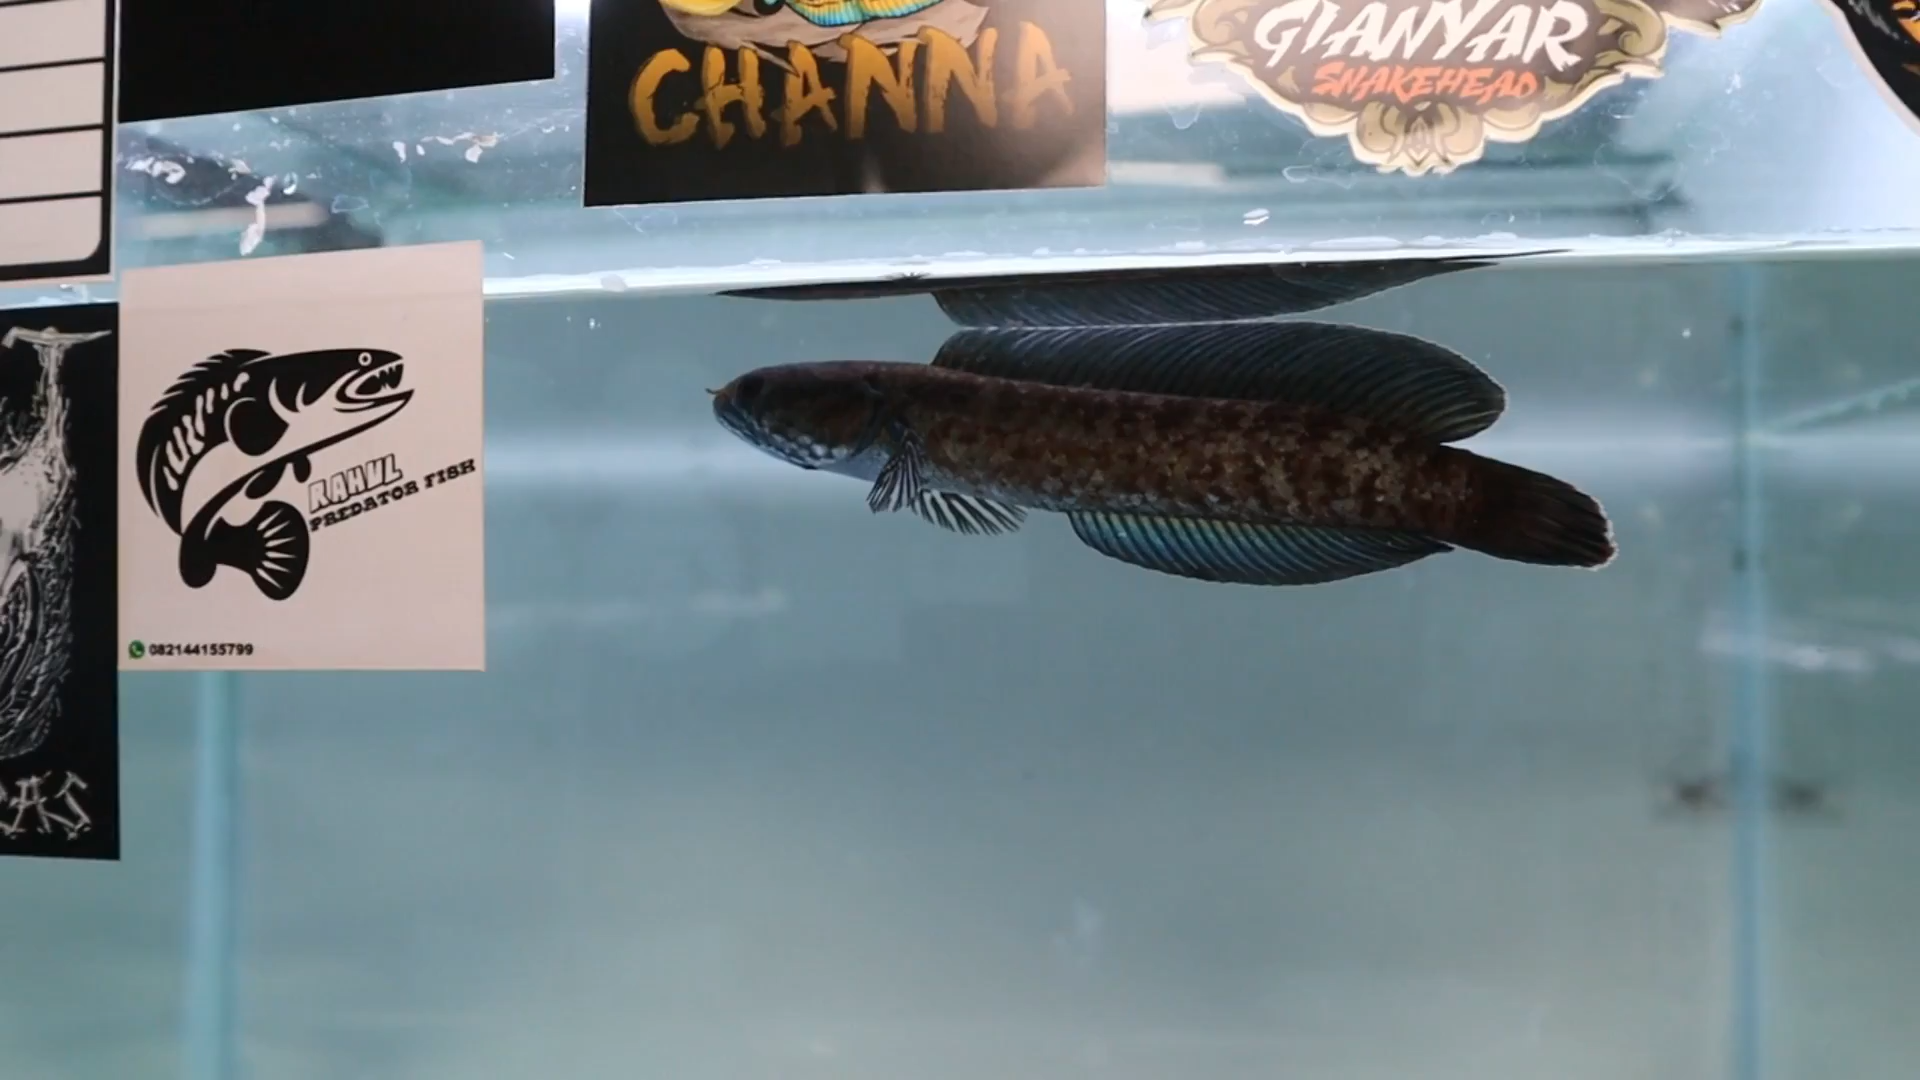 CHANNA
GIANYAR
SNAKEHEAD
RAHUL
PREDATOR FISH
082144155799